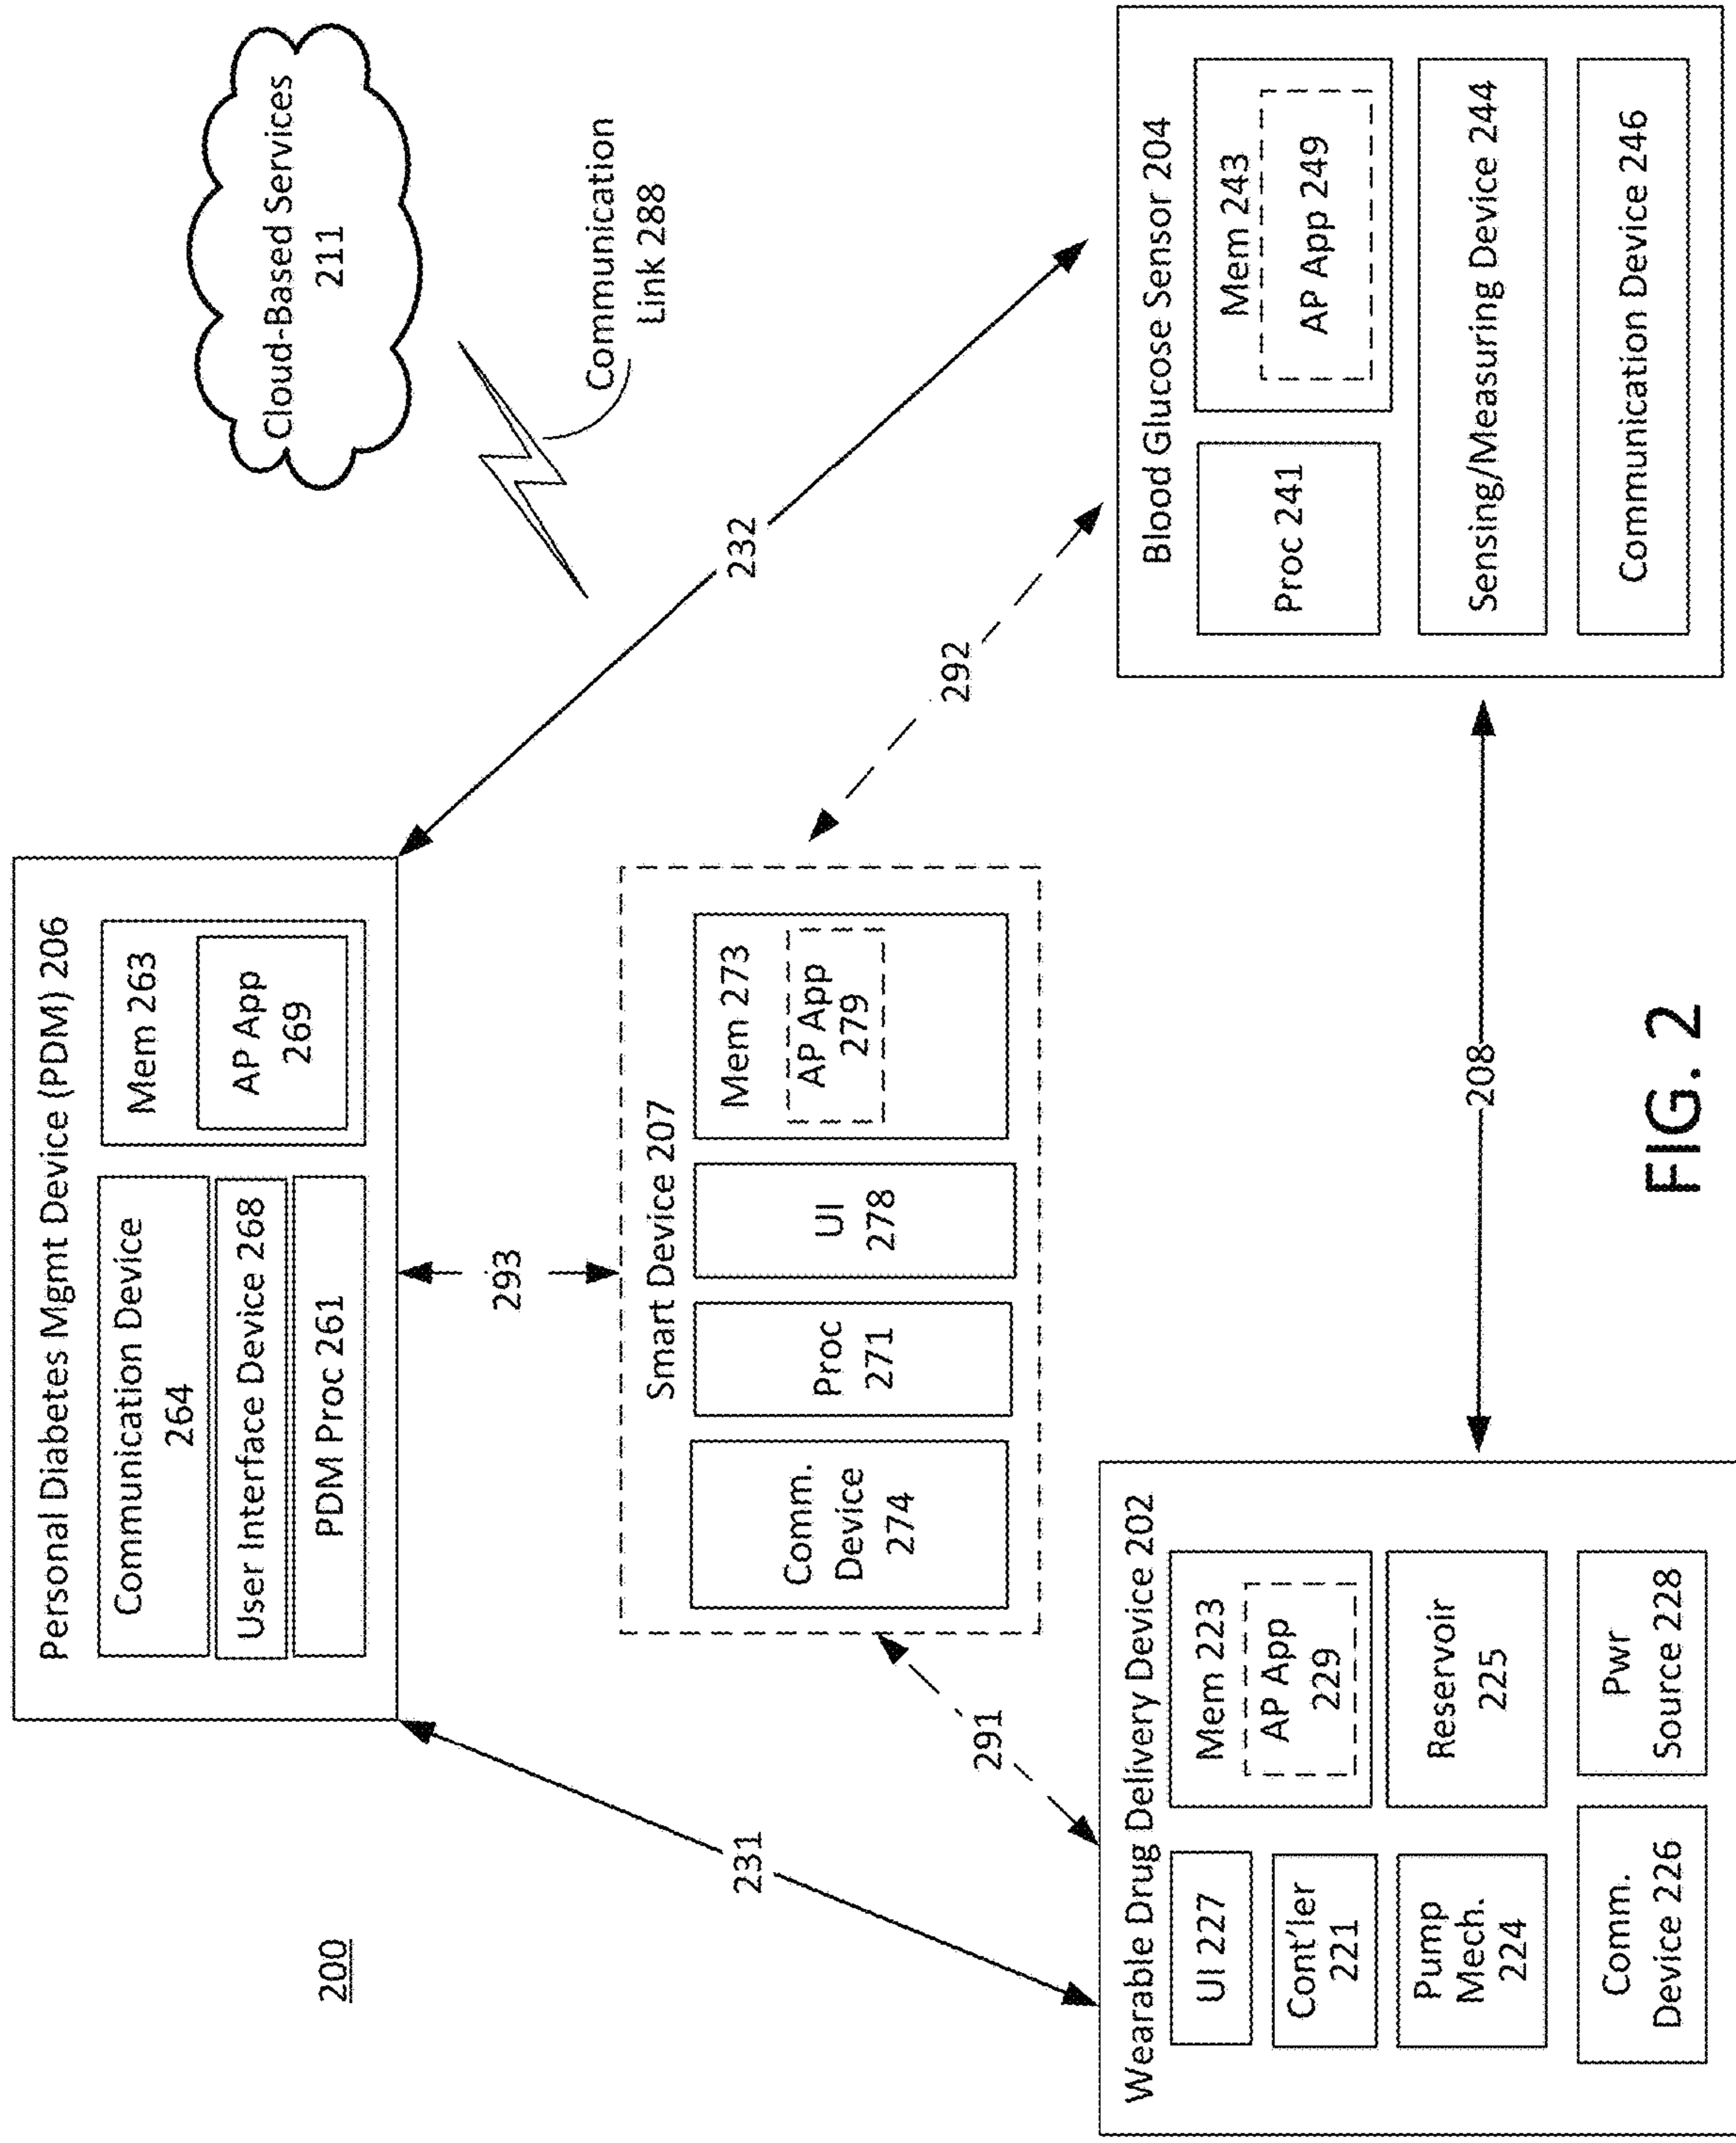 200
Personal Diabetes Mgmt Device (PDM) 206
Communication Device
264
User Interface Device 268
PDM Proc 261
Mem 263
AP App
269
Cloud-Based Services
211
Communication
Link 288
231
293
232
Smart Device 207
Comm.
Device
274
Proc
271
UI
278
Mem 273
AP App
279
291
292
Wearable Drug Delivery Device 202
UI 227
Cont'ler
221
Pump
Mech.
224
Comm.
Device 226
Mem 223
AP App
229
Reservoir
225
Pwr
Source 228
208
Blood Glucose Sensor 204
Proc 241
Mem 243
AP App 249
Sensing/Measuring Device 244
Communication Device 246
FIG. 2